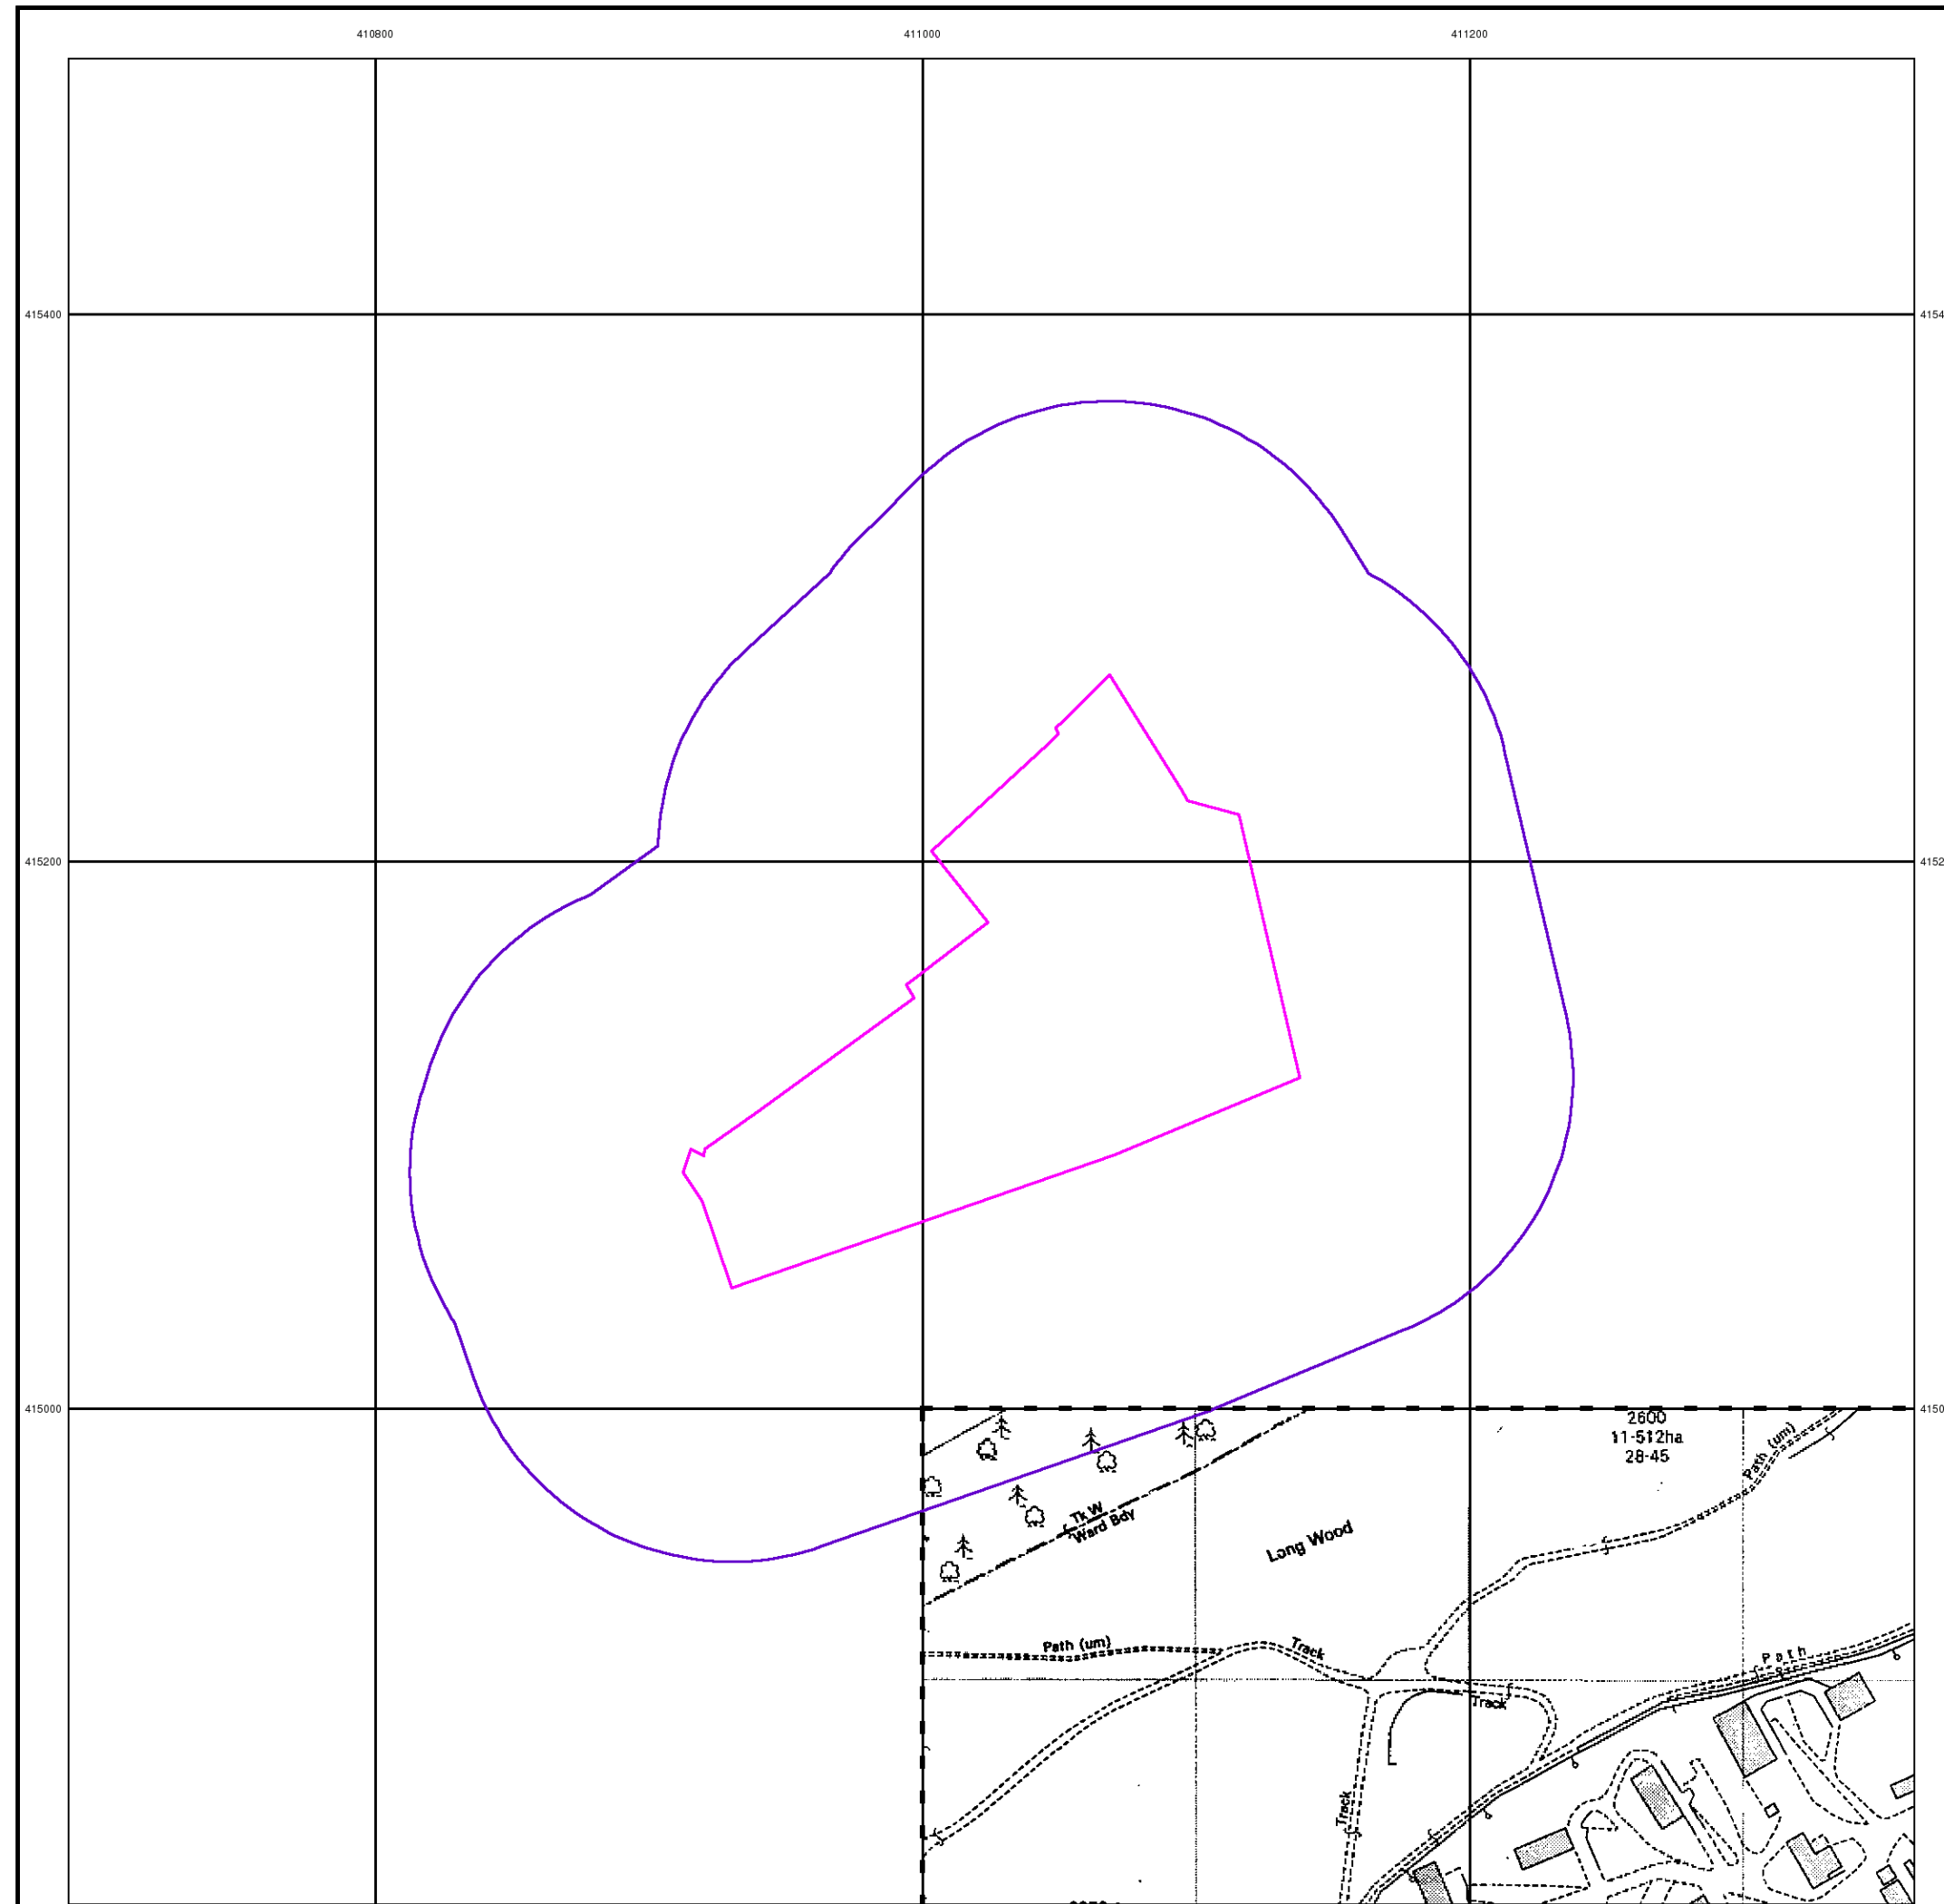 410800
411000
411200
415400
4154
415200
4152
415000
4150
2600
11·512ha
28·45
Path (um)
Tk W
Ward Bdy
Long Wood
Path (um)
Track
Path
Track
Track